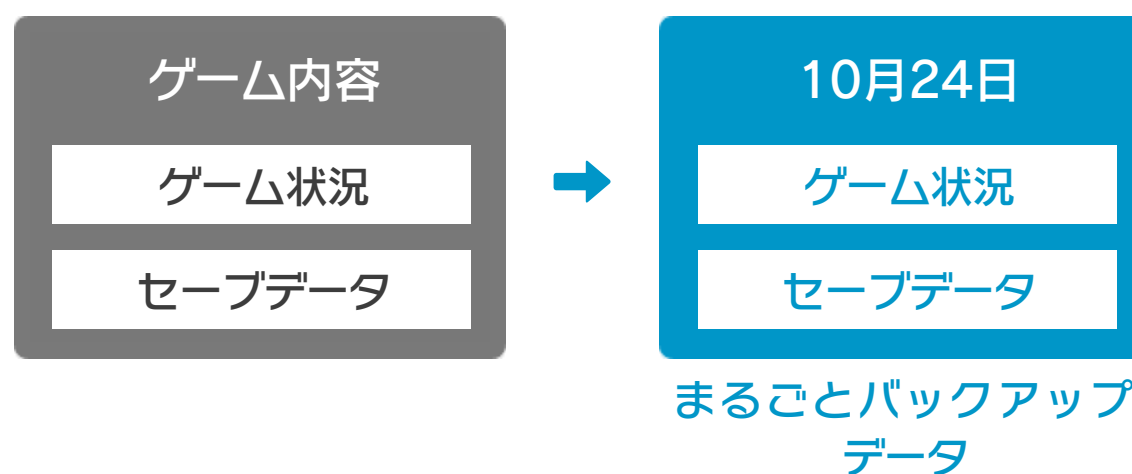 ゲーム内容
ゲーム状況
セーブデータ
10月24日
ゲーム状況
セーブデータ
まるごとバックアップ
データ